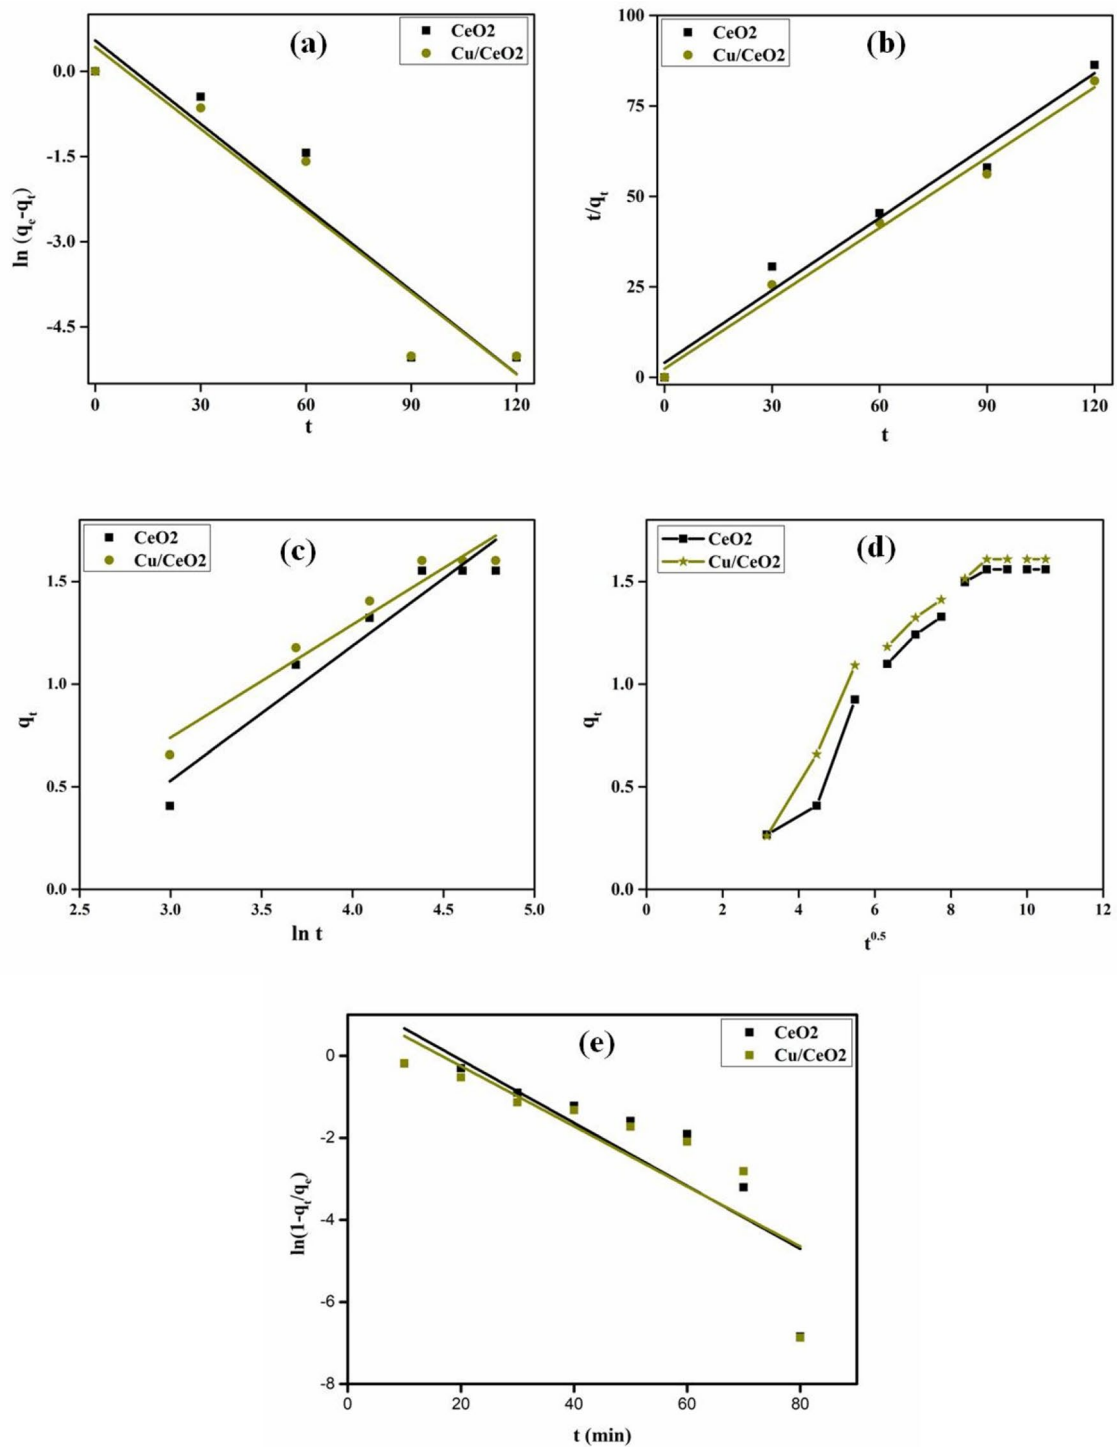 (a)
CeO2
Cu/CeO2
0.0
-1.5
-3.0
-4.5
ln (qe-qt)
0 30 60 90 120
t
(b)
CeO2
Cu/CeO2
100
75
50
25
0
t/qt
0 30 60 90 120
t
(c)
CeO2
Cu/CeO2
1.5
1.0
0.5
0.0
qt
2.5 3.0 3.5 4.0 4.5 5.0
ln t
(d)
CeO2
Cu/CeO2
1.5
1.0
0.5
0.0
qt
0 2 4 6 8 10 12
t0.5
(e)
CeO2
Cu/CeO2
0
-2
-4
-6
-8
ln(1-qt/qe)
0 20 40 60 80
t (min)